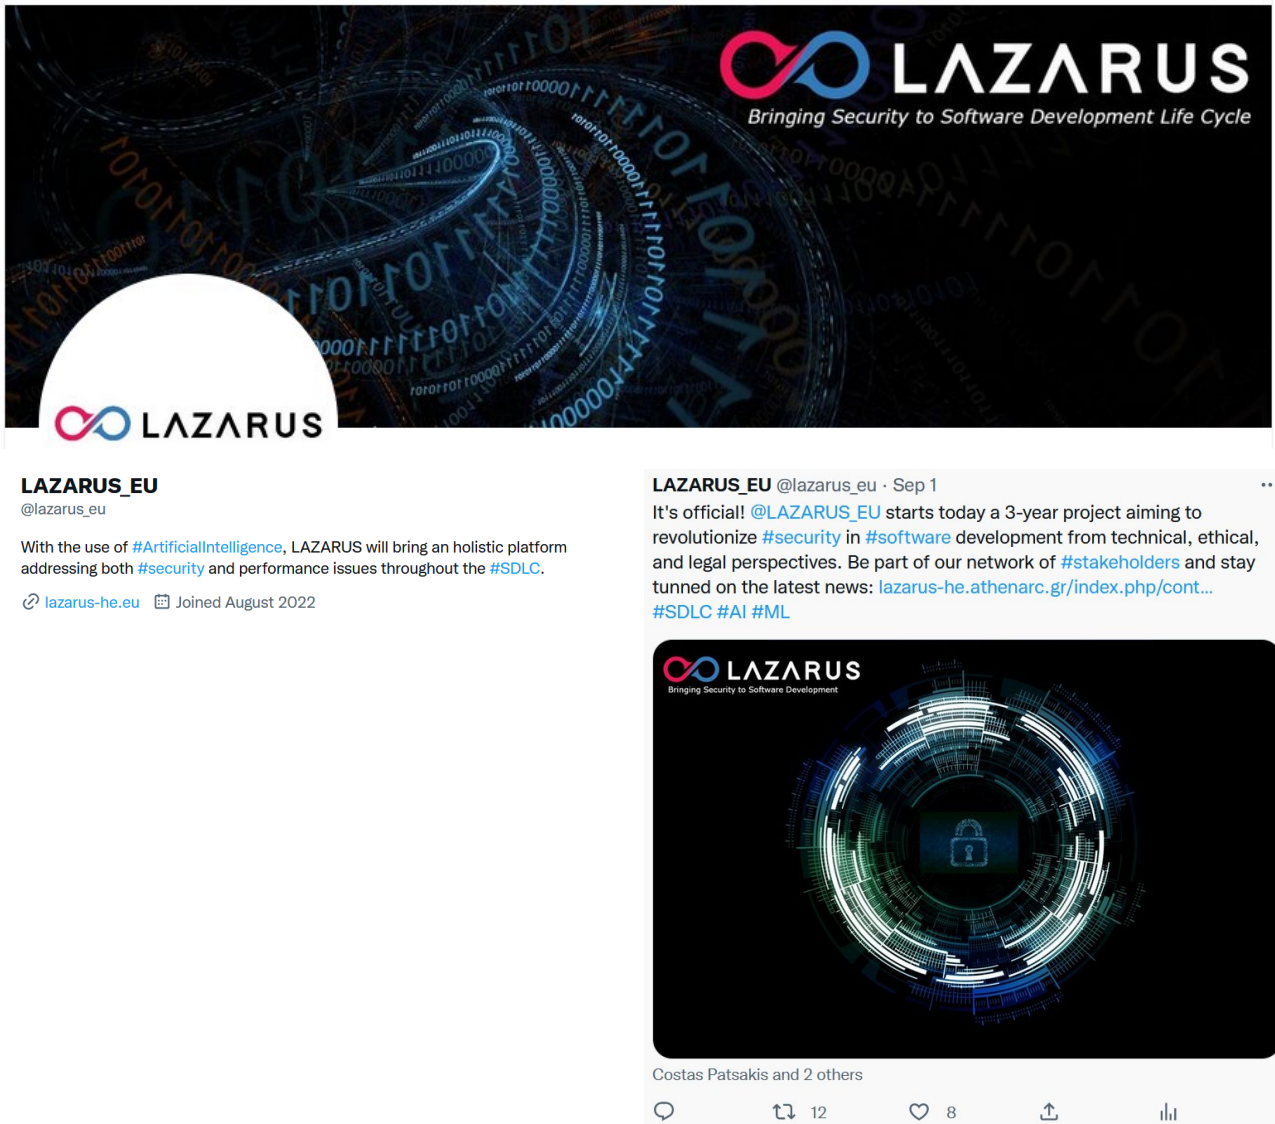 LAZARUS
Bringing Security to Software Development Life Cycle
LAZARUS
LAZARUS_EU
@lazarus_eu
With the use of #ArtificialIntelligence, LAZARUS will bring an holistic platform
addressing both #security and performance issues throughout the #SDLC.
lazarus-he.eu Joined August 2022
LAZARUS_EU @lazarus_eu · Sep 1
It's official! @LAZARUS_EU starts today a 3-year project aiming to
revolutionize #security in #software development from technical, ethical,
and legal perspectives. Be part of our network of #stakeholders and stay
tunned on the latest news: lazarus-he.athenarc.gr/index.php/cont...
#SDLC #AI #ML
LAZARUS
Bringing Security to Software Development
Costas Patsakis and 2 others
12 8